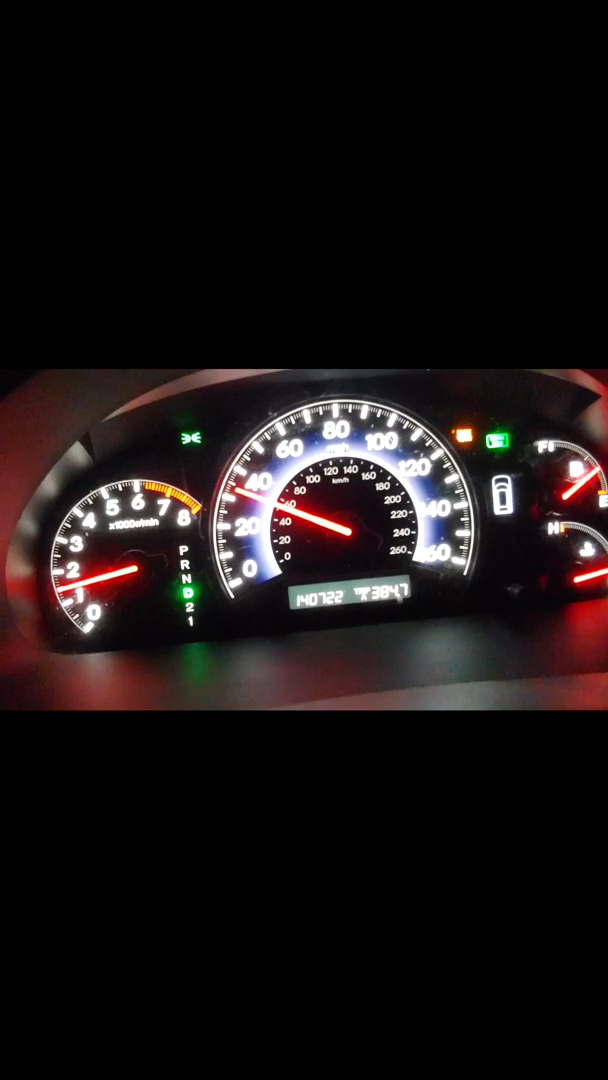 0 1 2 3 4 5 6 7 8
x1000r/min
P
R
N
D
2
1
0 20 40 60 80 100 120 140 160
0 20 40 60 80 100 120 140 160 180 200 220 240 260
km/h
140722 TRIP A 384.7
F
E
H